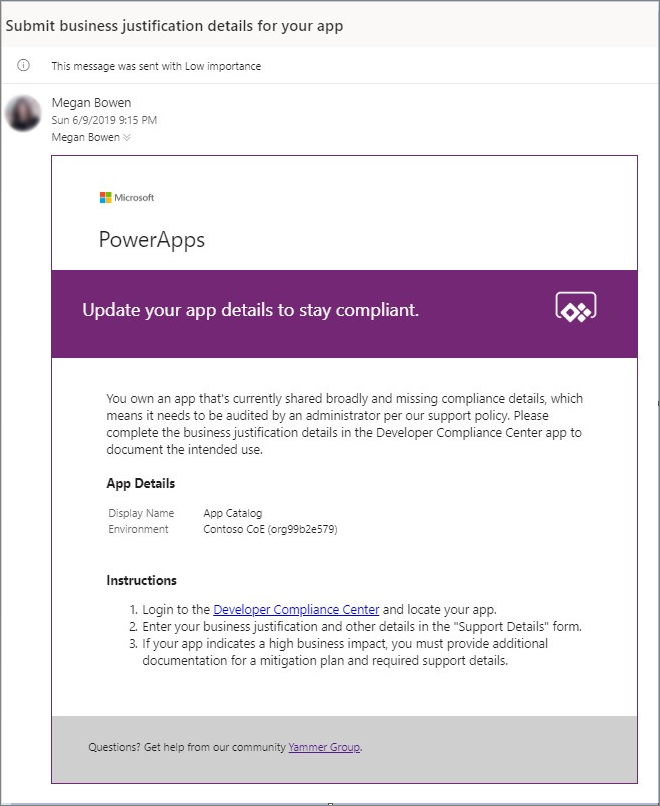 Submit business justification details for your app
This message was sent with Low importance
Megan Bowen
Sun 6/9/2019 9:15 PM
Megan Bowen
Microsoft
PowerApps
Update your app details to stay compliant.
You own an app that's currently shared broadly and missing compliance details, which
means it needs to be audited by an administrator per our support policy. Please
complete the business justification details in the Developer Compliance Center app to
document the intended use.
App Details
Display Name App Catalog
Environment Contoso CoE (org99b2e579)
Instructions
1. Login to the Developer Compliance Center and locate your app.
2. Enter your business justification and other details in the "Support Details" form.
3. If your app indicates a high business impact, you must provide additional
documentation for a mitigation plan and required support details.
Questions? Get help from our community Yammer Group.